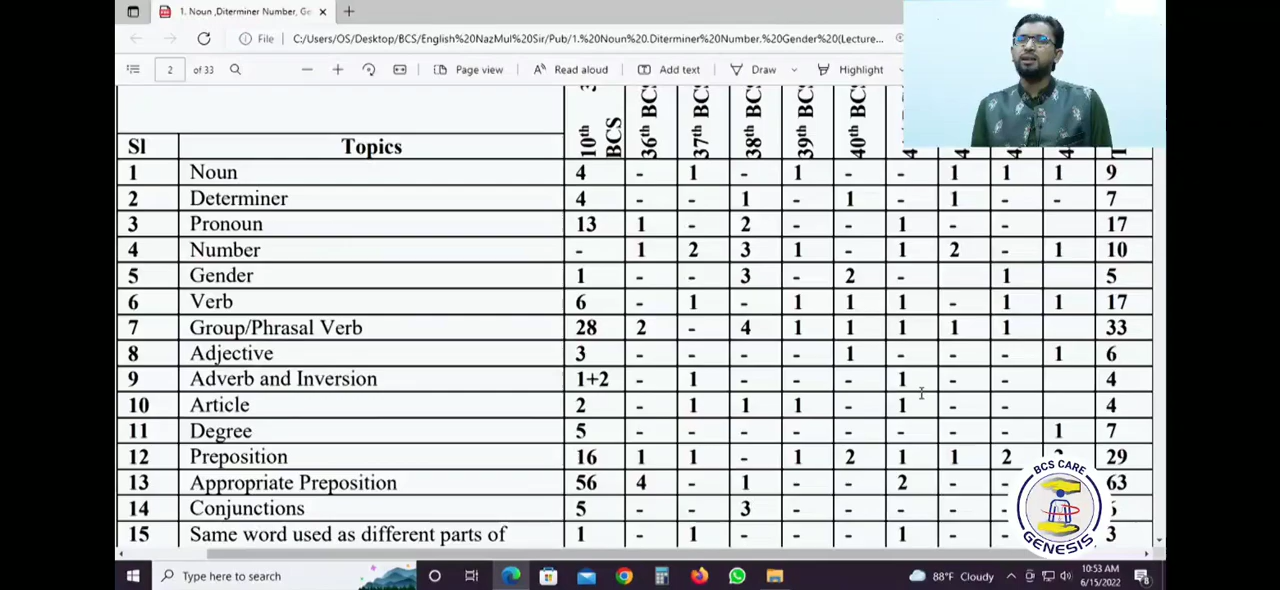 1. Noun ,Diterminer Number, Ge
File C:/Users/OS/Desktop/BCS/English%20NazMul%20Sir/Pub/1.%20Noun%20.Diterminer%20Number.%20Gender%20(Lecture...
2 of 33 Page view Read aloud Add text Draw Highlight
Sl Topics 10th BCS 36th BCS 37th BCS 38th BCS 39th BCS 40th BCS
1 Noun 4 - 1 - 1 - - 1 1 1 9
2 Determiner 4 - - 1 - 1 - 1 - - 7
3 Pronoun 13 1 - 2 - - 1 - - 17
4 Number - 1 2 3 1 - 1 2 - 1 10
5 Gender 1 - - 3 - 2 - - 1 5
6 Verb 6 - 1 - 1 1 1 - 1 1 17
7 Group/Phrasal Verb 28 2 - 4 1 1 1 1 1 33
8 Adjective 3 - - - - 1 - - - 1 6
9 Adverb and Inversion 1+2 - 1 - - - 1 - - 4
10 Article 2 - 1 1 1 - 1 - - 4
11 Degree 5 - - - - - - - - 1 7
12 Preposition 16 1 1 - 1 2 1 1 2 29
13 Appropriate Preposition 56 4 - 1 - - 2 - - 63
14 Conjunctions 5 - - 3 - - - - -
15 Same word used as different parts of 1 - 1 - - - 1 - - 3
BCS CARE
GENESIS
Type here to search 88°F Cloudy 10:53 AM
6/15/2022 8